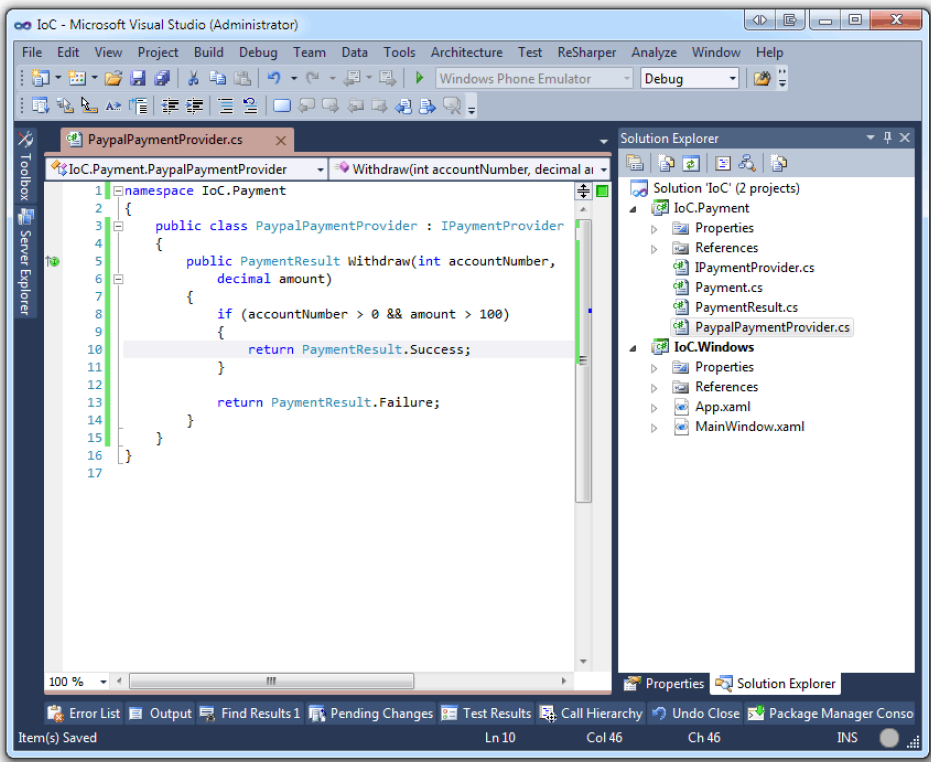 IoC - Microsoft Visual Studio (Administrator)
File Edit View Project Build Debug Team Data Tools Architecture Test ReSharper Analyze Window Help
Windows Phone Emulator Debug
Toolbox
Server Explorer
PaypalPaymentProvider.cs
IoC.Payment.PaypalPaymentProvider Withdraw(int accountNumber, decimal ar
1 namespace IoC.Payment
2 {
3 public class PaypalPaymentProvider : IPaymentProvider
4 {
5 public PaymentResult Withdraw(int accountNumber,
6 decimal amount)
7 {
8 if (accountNumber > 0 && amount > 100)
9 {
10 return PaymentResult.Success;
11 }
12
13 return PaymentResult.Failure;
14 }
15 }
16 }
17
100 %
Solution Explorer
Solution 'IoC' (2 projects)
IoC.Payment
Properties
References
IPaymentProvider.cs
Payment.cs
PaymentResult.cs
PaypalPaymentProvider.cs
IoC.Windows
Properties
References
App.xaml
MainWindow.xaml
Properties Solution Explorer
Error List Output Find Results 1 Pending Changes Test Results Call Hierarchy Undo Close Package Manager Conso
Item(s) Saved Ln 10 Col 46 Ch 46 INS